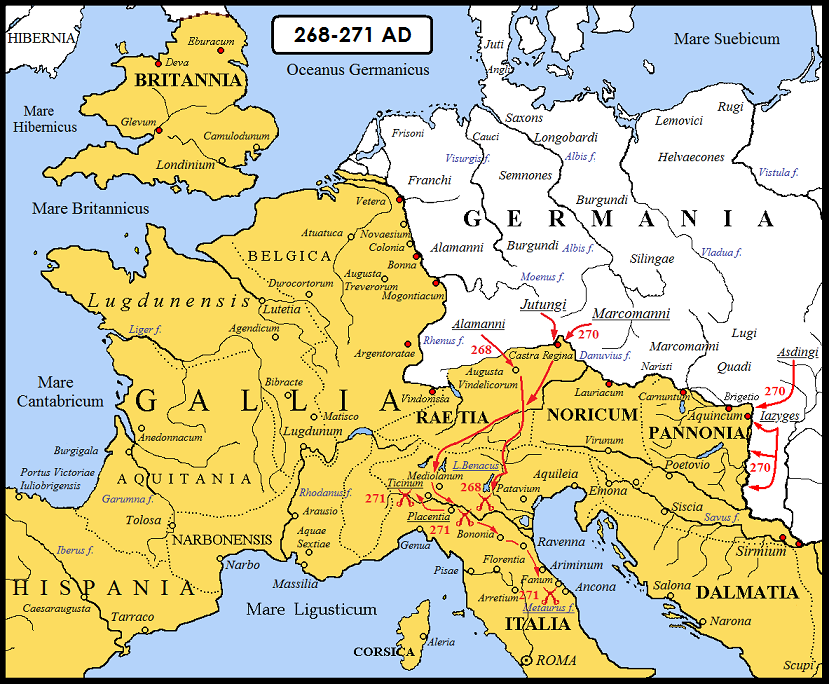 268-271 AD
HIBERNIA
Eburacum
Deva
BRITANNIA
Oceanus Germanicus
Juti
Angli
Mare Suebicum
Mare
Hibernicus
Glevum
Camulodunum
Londinium
Mare Britannicus
Frisoni
Cauci
Saxons
Longobardi
Lemovici
Rugi
Visurgis f.
Albis f.
Helvaecones
Vistula f.
Franchi
Semnones
Burgundi
Vetera
GERMANIA
Atuatuca
Novaesium
Colonia
Alamanni
Burgundi
Albis f.
Silingae
Viadua f.
BELGICA
Bonna
Augusta
Treverorum
Moenus f.
Durocortorum
Mogontiacum
Lugdunensis
Lutetia
Jutungi
Marcomanni
Alamanni
270
Liger f.
Agendicum
Rhenus f.
268
Argentoratae
Castra Regina
Danuvius f.
Marcomanni
Lugi
Asdingi
Naristi
Quadi
Augusta
Vindelicorum
Mare
Cantabricum
Bibracte
Vindonissa
Lauriacum
Carnuntum
Brigetio
270
GALLIA
RAETIA
NORICUM
Aquincum
Iazyges
Matisco
PANNONIA
Anedonnacum
Lugdunum
Virunum
Burgigala
L.Benacus
Poetovio
270
Mediolanum
Aquileia
Portus Victoriae
Iuliobrigensis
AQUITANIA
Ticinum
268
Patavium
Emona
Garumna f.
Rhodanus f.
271
Siscia
Savus f.
Arausio
Placentia
271
Tolosa
Aquae
Sextiae
Bononia
Iberus f.
NARBONENSIS
Genua
Ravenna
Sirmium
Florentia
Ariminum
Narbo
Massilia
Pisae
Fanum
Ancona
HISPANIA
Arretium
271
Metaurus f.
Salona
DALMATIA
Caesaraugusta
Mare Ligusticum
Tarraco
ITALIA
Narona
Aleria
CORSICA
ROMA
Scupi